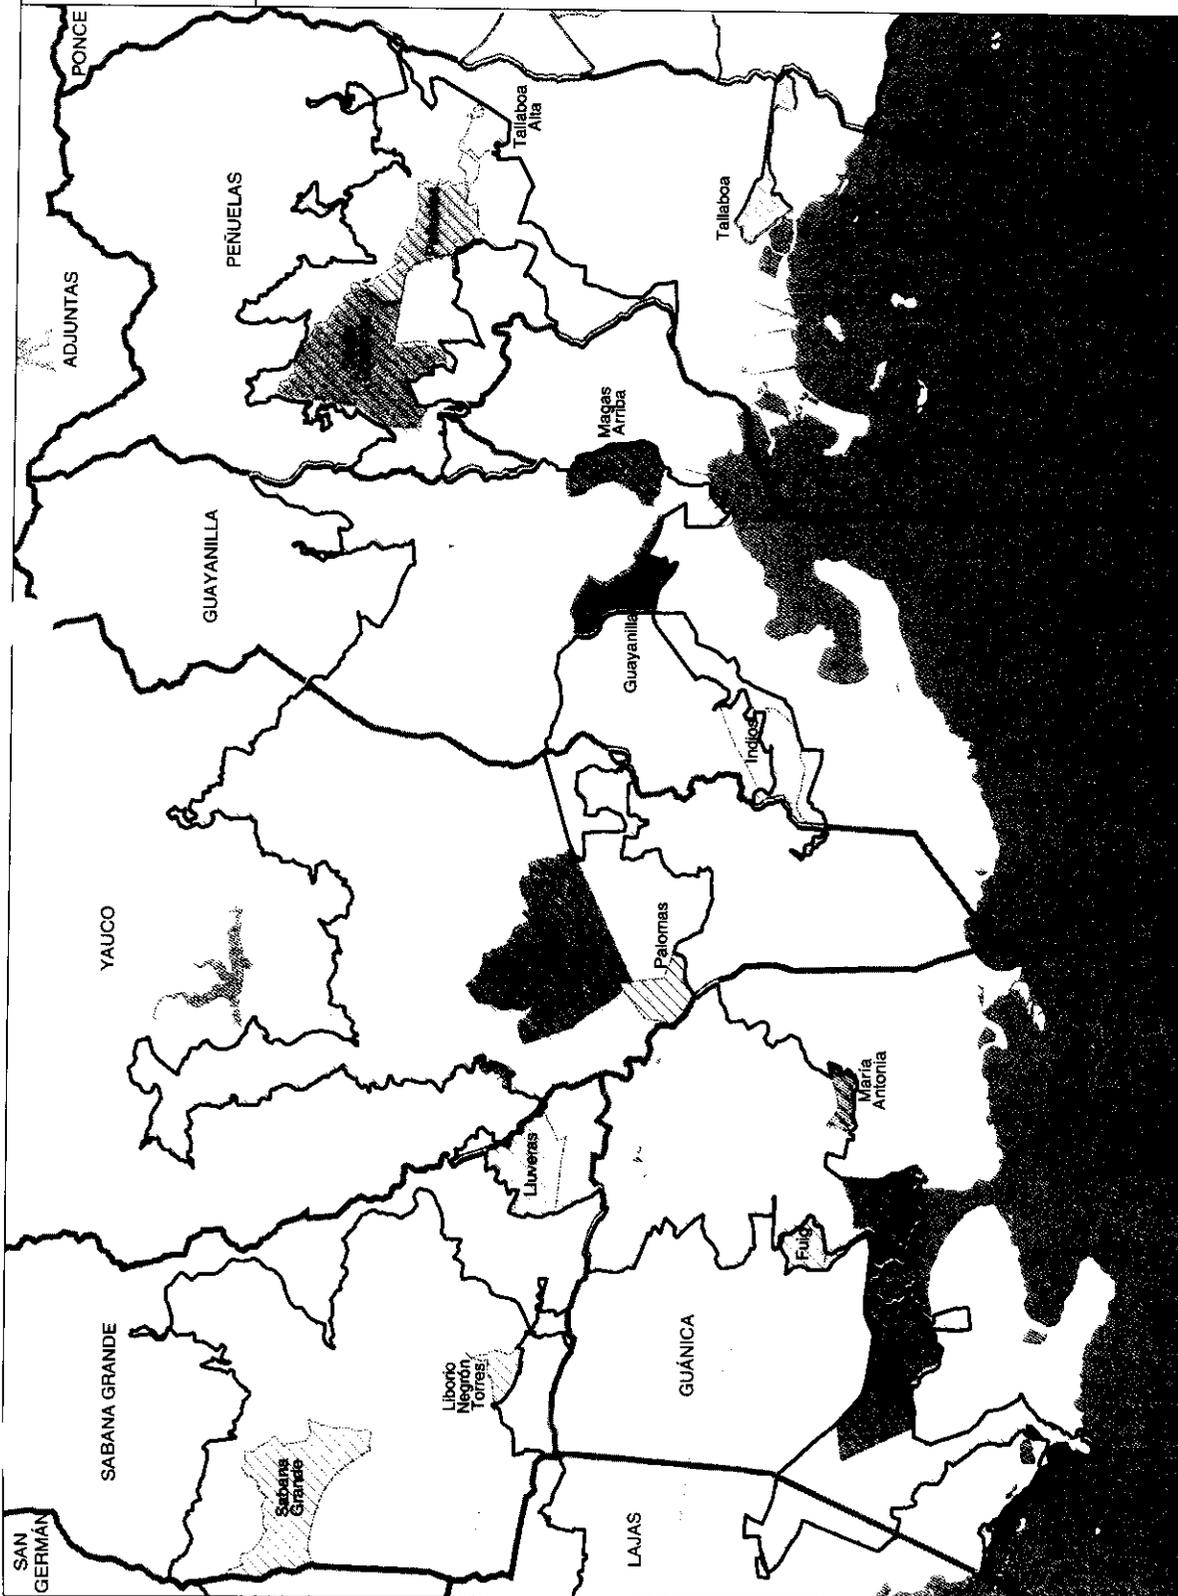 PONCE
ADJUNTAS
PEÑUELAS
Tallaboa
Alta
Tallaboa
Magas
Arriba
GUAYANILLA
Guayanilla
Indios
YAUCO
Palomas
María
Antonia
Lluveras
Fuig
SABANA GRANDE
Liborio
Negrón
Torres
GUÁNICA
Sabana
Grande
SAN
GERMÁN
LAJAS